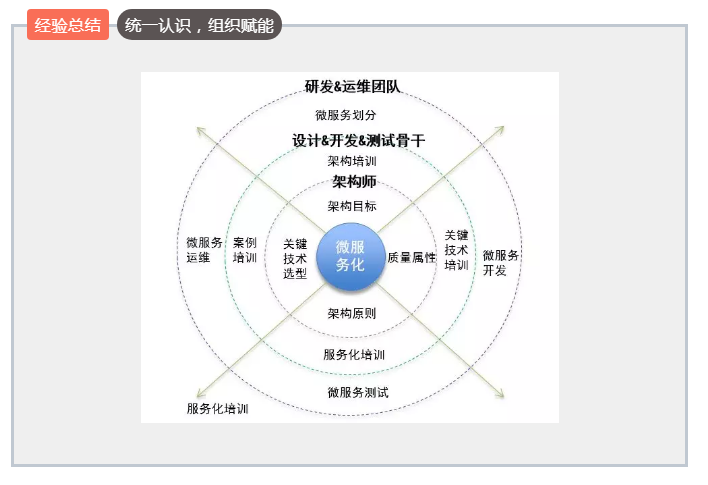 经验总结
统一认识，组织赋能
研发&运维团队
微服务划分
设计&开发&测试骨干
架构培训
架构师
架构目标
微服务
运维
案例
培训
关键
技术
选型
微服
务化
质量属性
关键
技术
培训
微服务
开发
架构原则
服务化培训
微服务测试
服务化培训